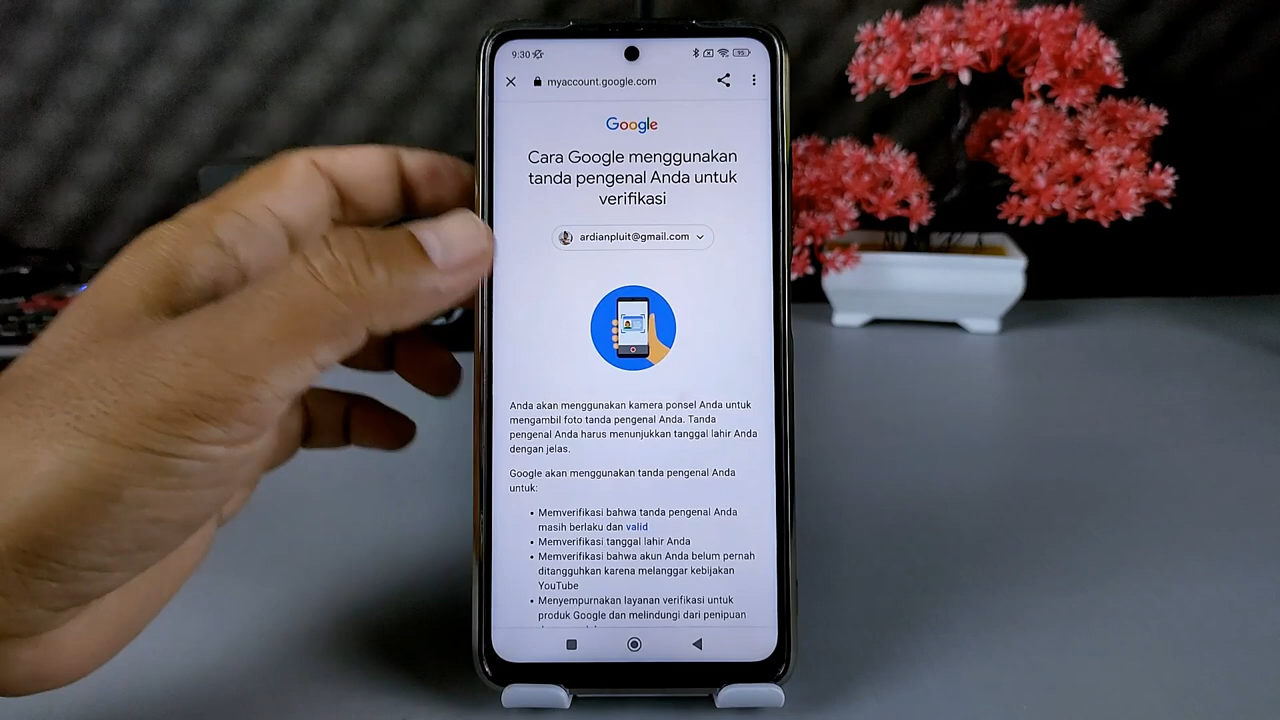 9:30
95
myaccount.google.com
Google
Cara Google menggunakan
tanda pengenal Anda untuk
verifikasi
ardianpluit@gmail.com
Anda akan menggunakan kamera ponsel Anda untuk
mengambil foto tanda pengenal Anda. Tanda
pengenal Anda harus menunjukkan tanggal lahir Anda
dengan jelas.
Google akan menggunakan tanda pengenal Anda
untuk:
• Memverifikasi bahwa tanda pengenal Anda
masih berlaku dan valid
• Memverifikasi tanggal lahir Anda
• Memverifikasi bahwa akun Anda belum pernah
ditangguhkan karena melanggar kebijakan
YouTube
• Menyempurnakan layanan verifikasi untuk
produk Google dan melindungi dari penipuan